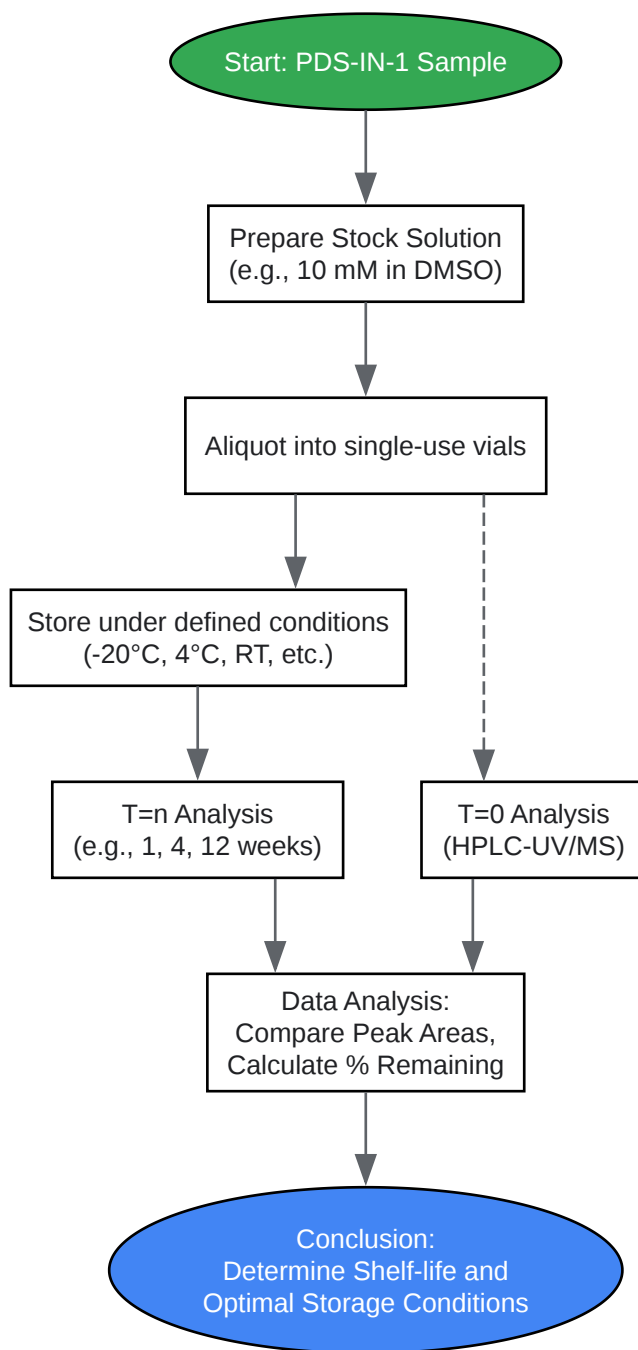 Start: PDS-IN-1 Sample
Prepare Stock Solution
(e.g., 10 mM in DMSO)
Aliquot into single-use vials
Store under defined conditions
(-20°C, 4°C, RT, etc.)
T=n Analysis
(e.g., 1, 4, 12 weeks)
T=0 Analysis
(HPLC-UV/MS)
Data Analysis:
Compare Peak Areas,
Calculate % Remaining
Conclusion:
Determine Shelf-life and
Optimal Storage Conditions